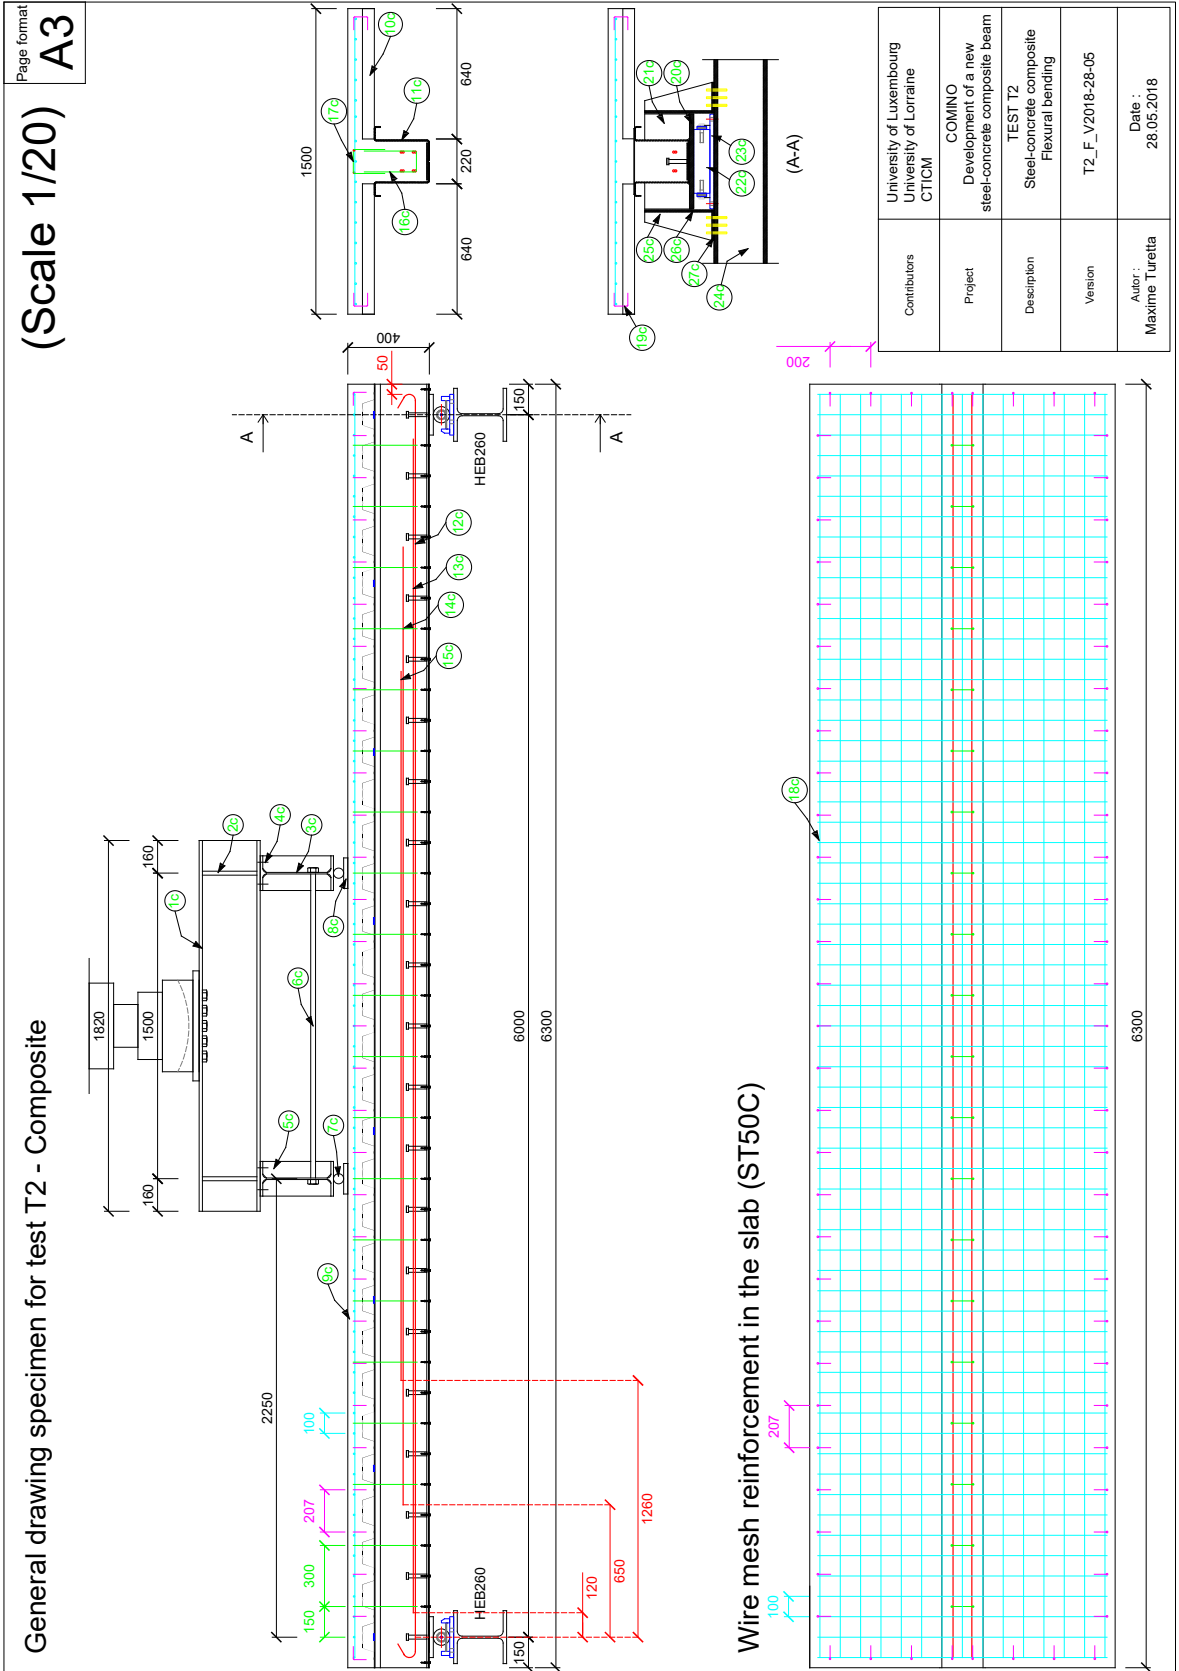 Page format
A3
(Scale 1/20)
General drawing specimen for test T2 - Composite
1820
1500
160
160
1c
2c
3c
4c
5c
6c
7c
8c
9c
2250
100
207
300
150
50
400
A
A
HEB260
HEB260
150
150
12c
13c
14c
15c
6000
6300
120
650
1260
1500
640
220
640
10c
11c
16c
17c
19c
20c
21c
22c
23c
24c
25c
26c
27c
(A-A)
Wire mesh reinforcement in the slab (ST50C)
18c
200
207
100
6300
Contributors
University of Luxembourg
University of Lorraine
CTICM
Project
COMINO
Development of a new
steel-concrete composite beam
Desciription
TEST T2
Steel-concrete composite
Flexural bending
Version
T2_F_V2018-28-05
Autor :
Maxime Turetta
Date :
28.05.2018